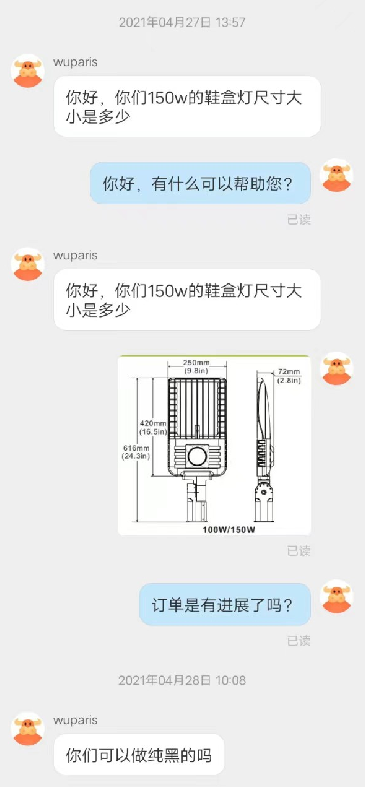 2021年04月27日 13:57
wuparis
你好，你们150w的鞋盒灯尺寸大
小是多少
你好，有什么可以帮助您？
已读
wuparis
你好，你们150w的鞋盒灯尺寸大
小是多少
250mm
(9.8in)
72mm
(2.8in)
420mm
(16.5in)
616mm
(24.3in)
100W/150W
已读
订单是有进展了吗？
已读
2021年04月28日 10:08
wuparis
你们可以做纯黑的吗